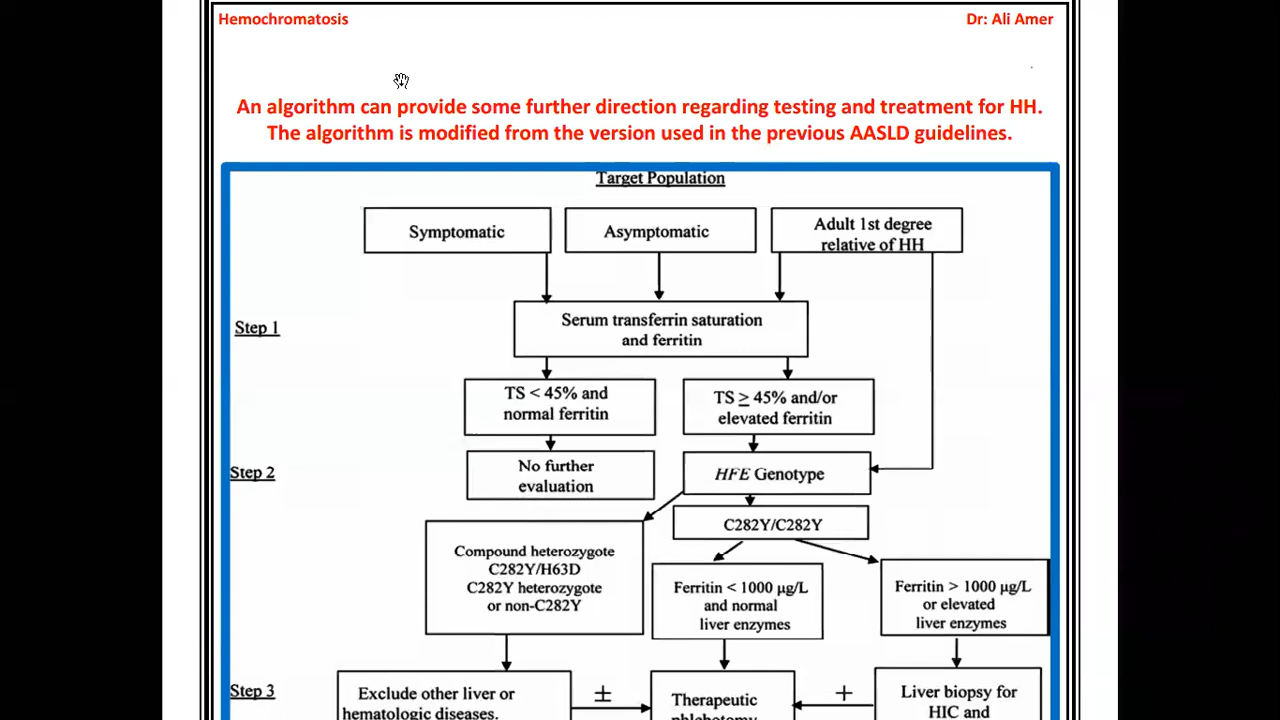 Hemochromatosis
Dr: Ali Amer
An algorithm can provide some further direction regarding testing and treatment for HH.
The algorithm is modified from the version used in the previous AASLD guidelines.
Target Population
Symptomatic
Asymptomatic
Adult 1st degree
relative of HH
Step 1
Serum transferrin saturation
and ferritin
TS < 45% and
normal ferritin
TS ≥ 45% and/or
elevated ferritin
Step 2
No further
evaluation
HFE Genotype
C282Y/C282Y
Compound heterozygote
C282Y/H63D
C282Y heterozygote
or non-C282Y
Ferritin < 1000 µg/L
and normal
liver enzymes
Ferritin > 1000 µg/L
or elevated
liver enzymes
Step 3
Exclude other liver or
hematologic diseases.
±
Therapeutic
phlebotomy
+
Liver biopsy for
HIC and